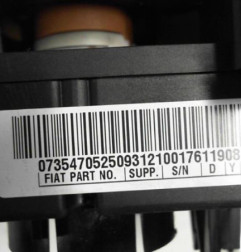 07354705250931210017611908
FIAT PART NO. SUPP. S/N D Y